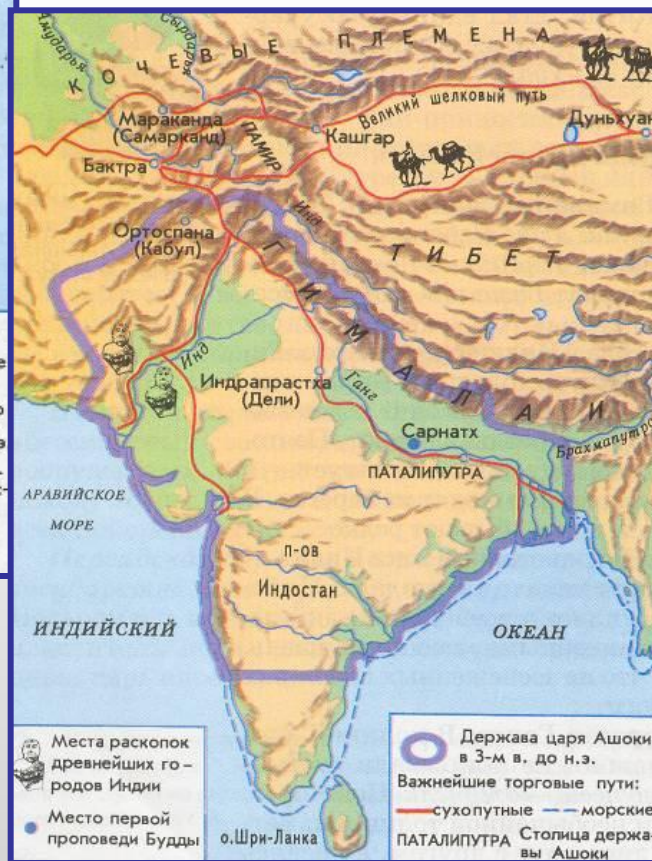 Амударья
Сырдарья
КОЧЕВЫЕ ПЛЕМЕНА
Великий шелковый путь
Мараканда
(Самарканд)
ПАМИР
Кашгар
Дуньхуан
Бактра
Ортоспана
(Кабул)
Инд
ТИБЕТ
ГИМАЛАИ
Инд
Индрапрастха
(Дели)
Ганг
Сарнатх
Брахмапутра
ПАТАЛИПУТРА
АРАВИЙСКОЕ
МОРЕ
п-ов
Индостан
ИНДИЙСКИЙ
ОКЕАН
о.Шри-Ланка
Места раскопок
древнейших го-
родов Индии
Место первой
проповеди Будды
Держава царя Ашоки
в 3-м в. до н.э.
Важнейшие торговые пути:
сухопутные
морские
ПАТАЛИПУТРА Столица держа-
вы Ашоки